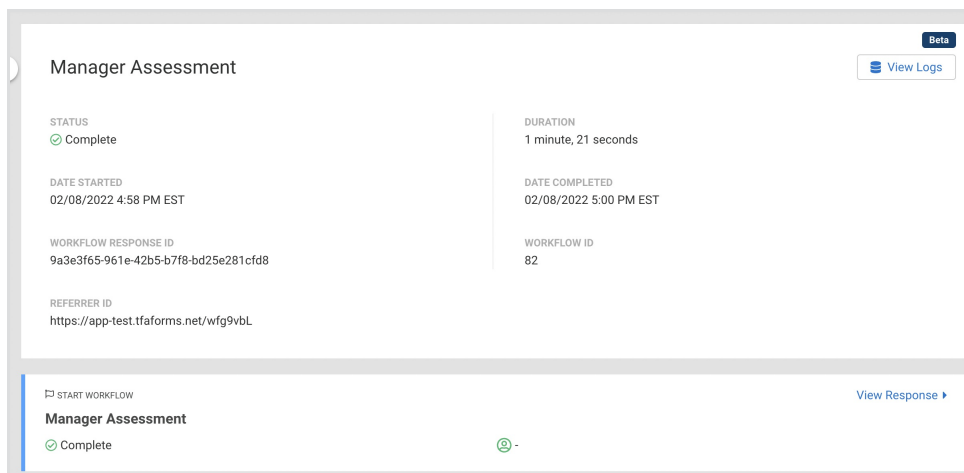 Beta
Manager Assessment
View Logs
STATUS
Complete
DURATION
1 minute, 21 seconds
DATE STARTED
02/08/2022 4:58 PM EST
DATE COMPLETED
02/08/2022 5:00 PM EST
WORKFLOW RESPONSE ID
9a3e3f65-961e-42b5-b7f8-bd25e281cfd8
WORKFLOW ID
82
REFERRER ID
https://app-test.tfaforms.net/wfg9vbL
START WORKFLOW
View Response
Manager Assessment
Complete
-